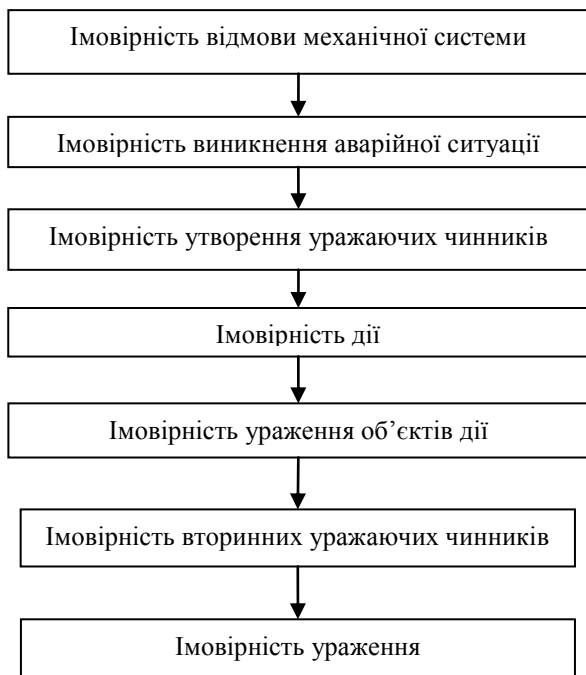 Імовірність відмови механічної системи
Імовірність виникнення аварійної ситуації
Імовірність утворення уражаючих чинників
Імовірність дії
Імовірність ураження об’єктів дії
Імовірність вторинних уражаючих чинників
Імовірність ураження